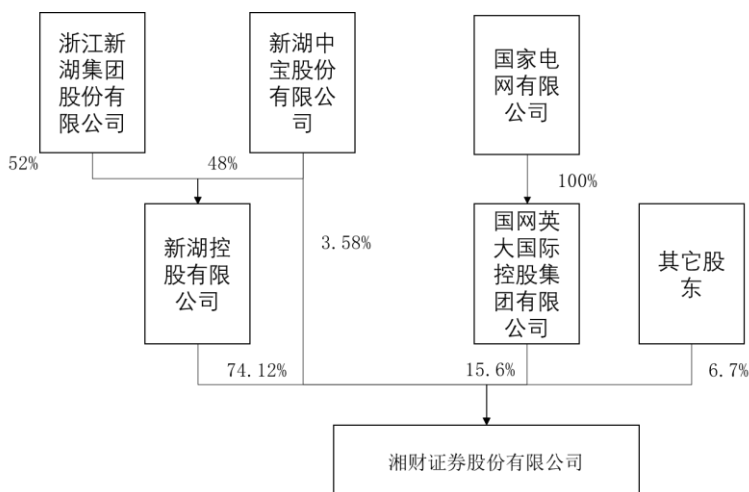 浙江新
湖集团
股份有
限公司
新湖中
宝股份
有限公
司
国家电
网有限
公司
52%
48%
100%
新湖控
股有限
公司
3.58%
国网英
大国际
控股集
团有限
公司
其它股
东
74.12%
15.6%
6.7%
湘财证券股份有限公司